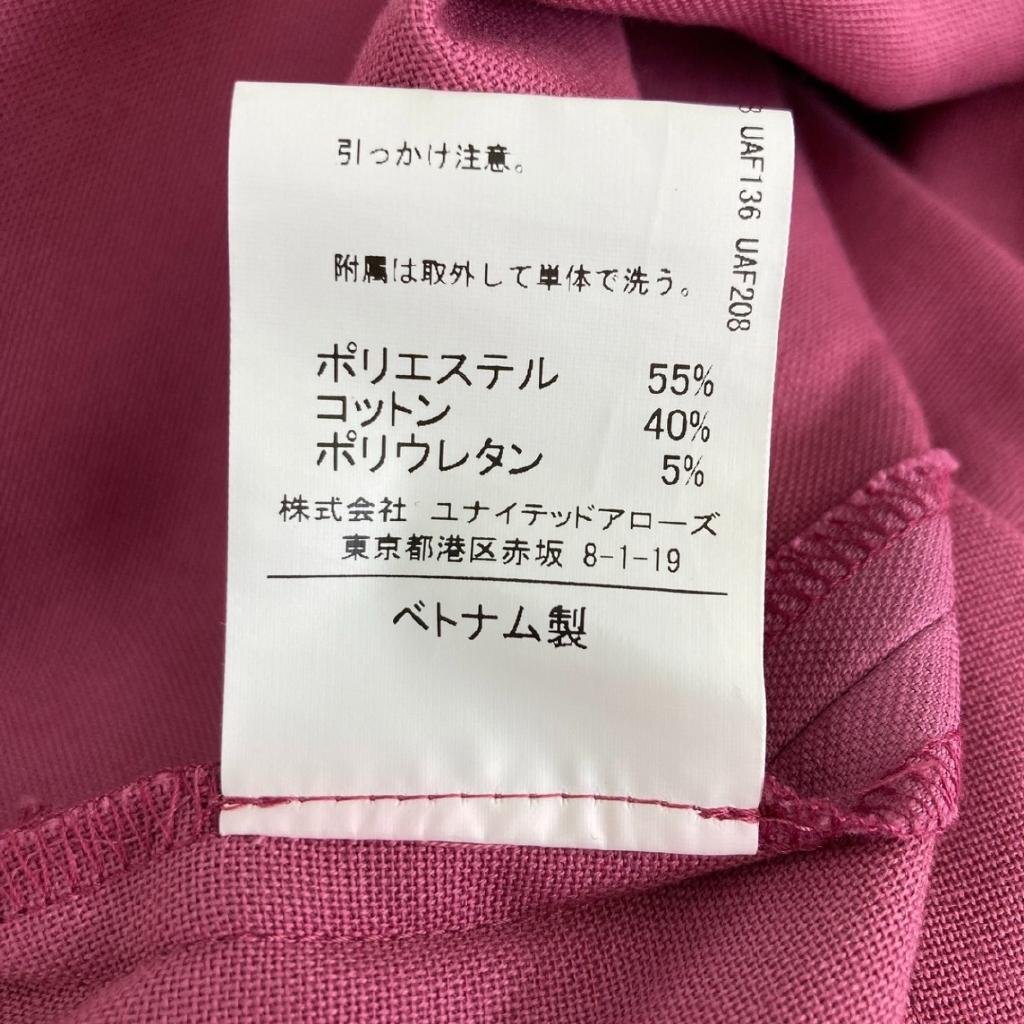 引っかけ注意。
附属は取外して単体で洗う。
ポリエステル 55%
コットン 40%
ポリウレタン 5%
株式会社 ユナイテッドアローズ
東京都港区赤坂 8-1-19
ベトナム製
UAF136 UAF208